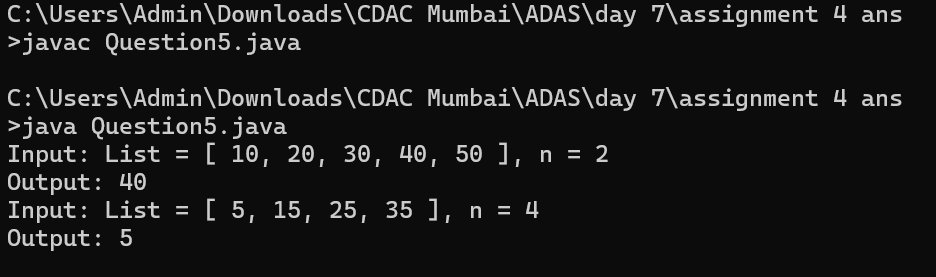 C:\Users\Admin\Downloads\CDAC Mumbai\ADAS\day 7\assignment 4 ans
>javac Question5.java
C:\Users\Admin\Downloads\CDAC Mumbai\ADAS\day 7\assignment 4 ans
>java Question5.java
Input: List = [ 10, 20, 30, 40, 50 ], n = 2
Output: 40
Input: List = [ 5, 15, 25, 35 ], n = 4
Output: 5